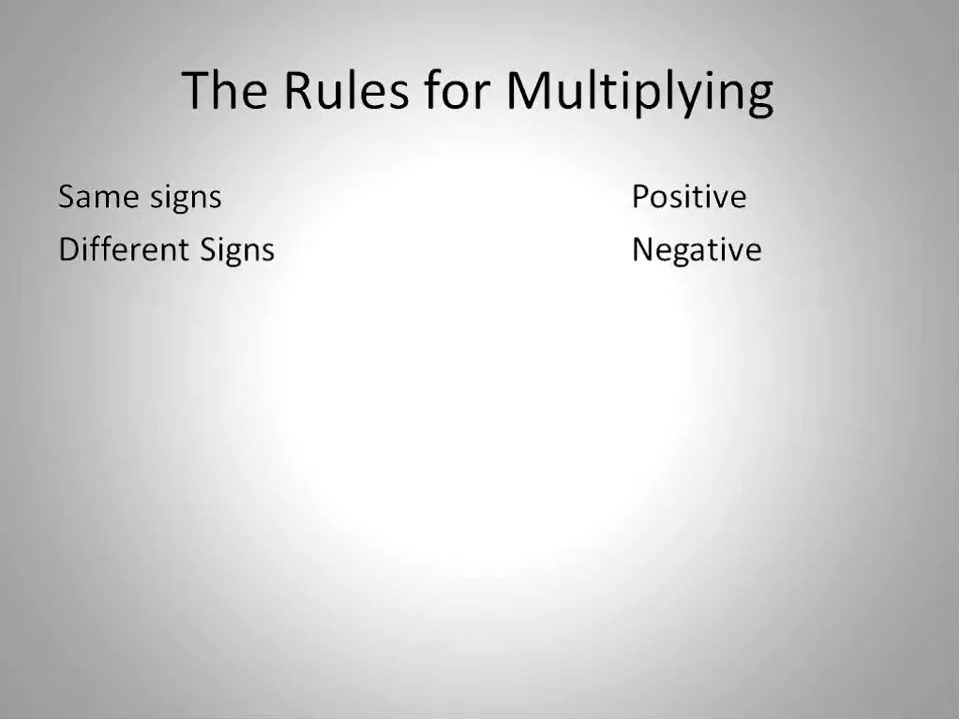 The Rules for Multiplying
Same signs Positive
Different Signs Negative